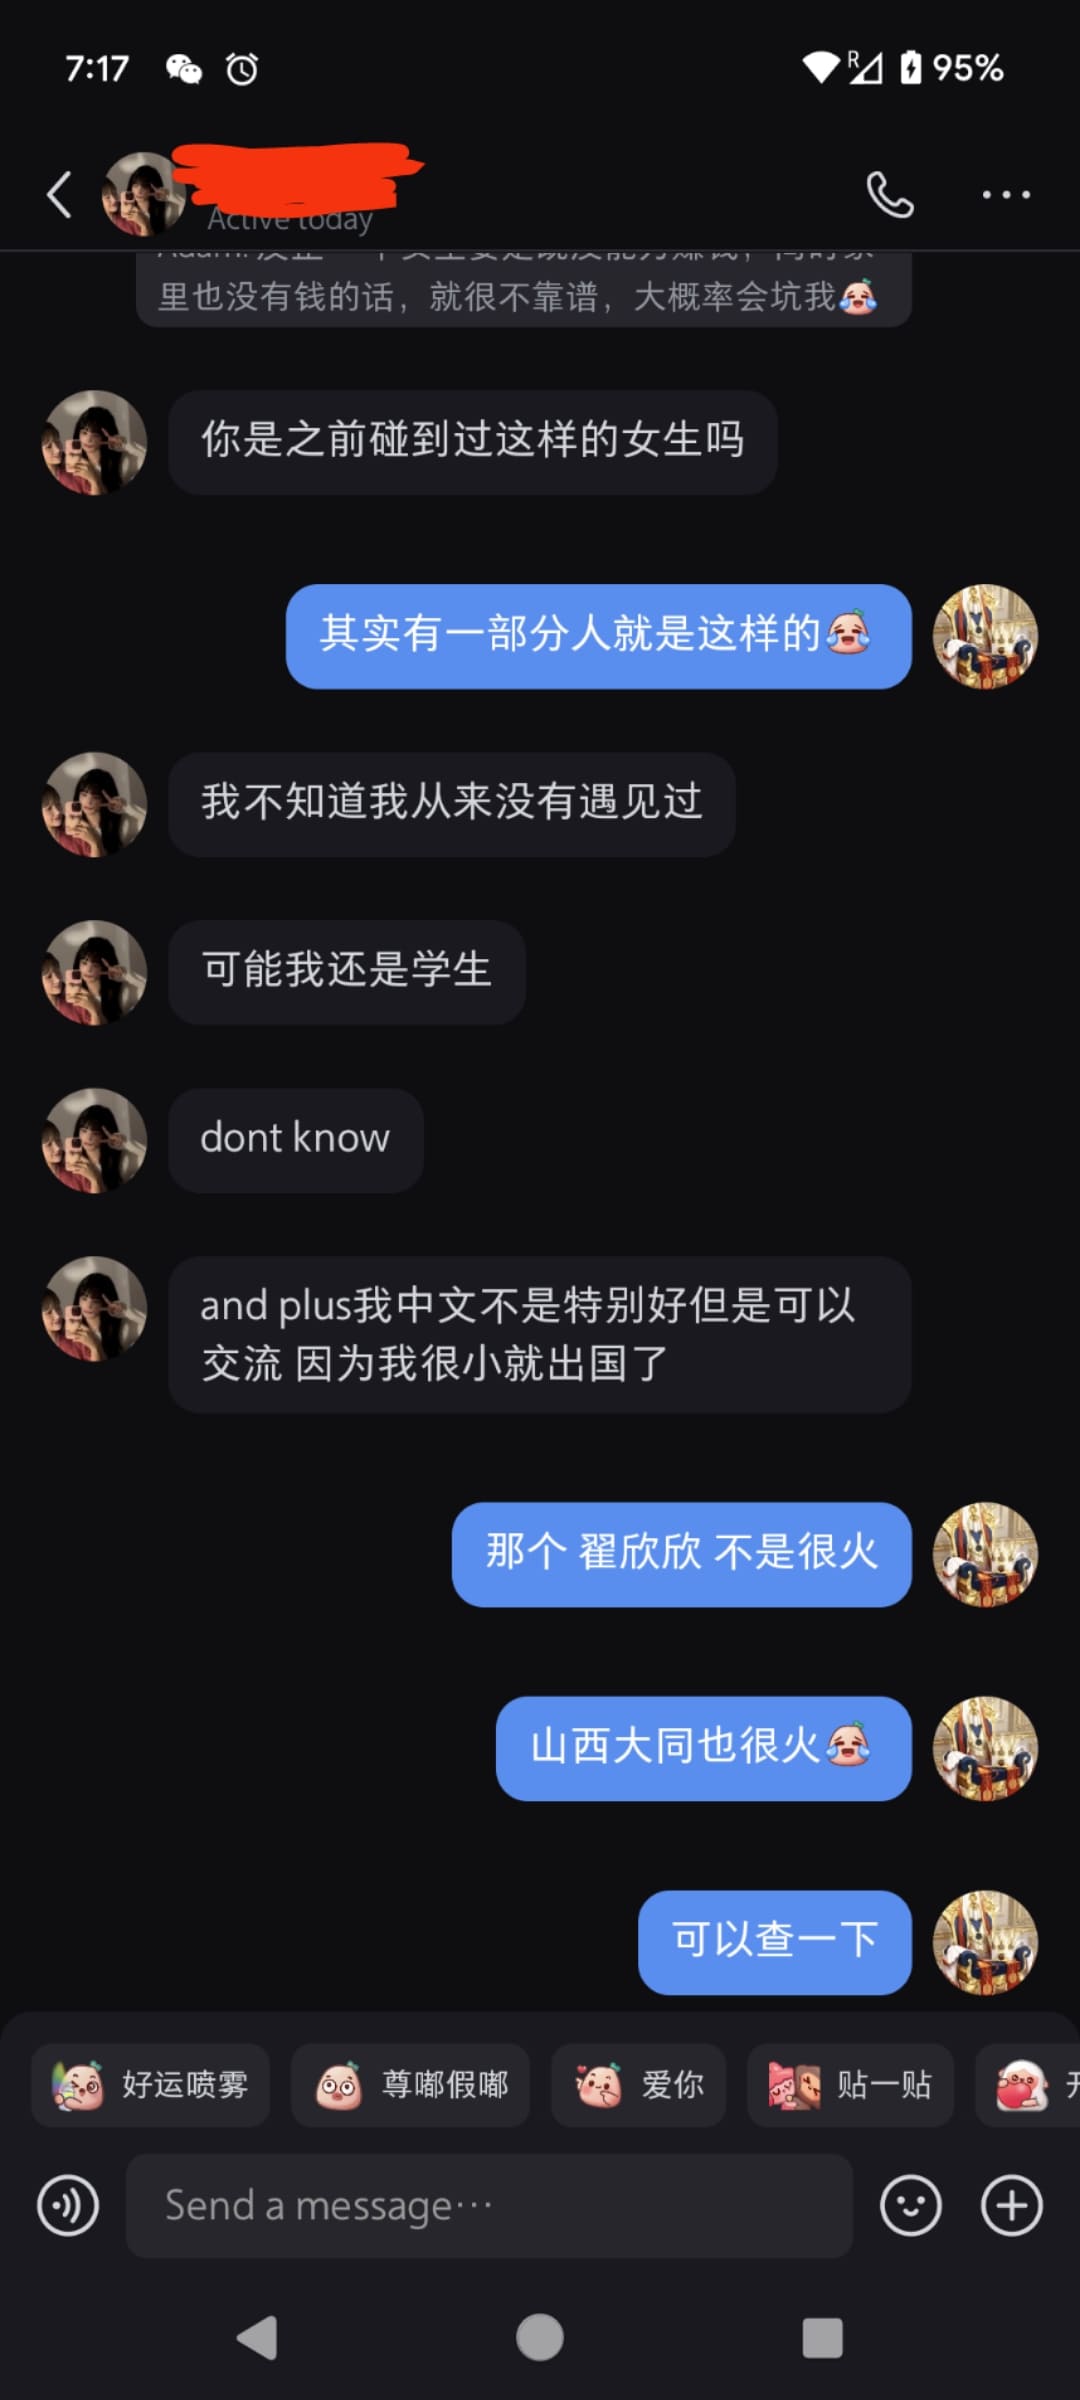 7:17
R
95%
Active today
里也没有钱的话，就很不靠谱，大概率会坑我
你是之前碰到过这样的女生吗
其实有一部分人就是这样的
我不知道我从来没有遇见过
可能我还是学生
dont know
and plus我中文不是特别好但是可以
交流 因为我很小就出国了
那个 翟欣欣 不是很火
山西大同也很火
可以查一下
好运喷雾
尊嘟假嘟
爱你
贴一贴
Send a message···